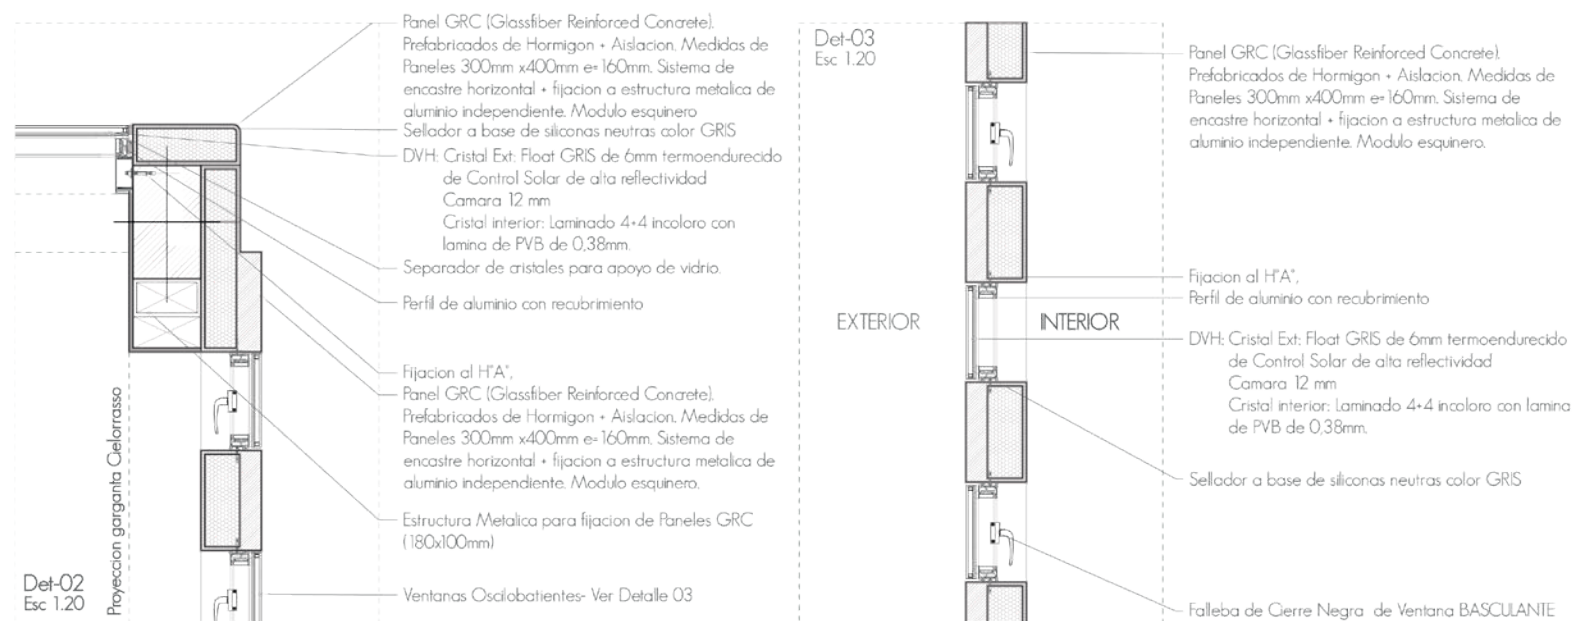 Panel GRC (Glassfiber Reinforced Concrete).
Prefabricados de Hormigon + Aislacion. Medidas de
Paneles 300mm x400mm e=160mm. Sistema de
encastre horizontal + fijacion a estructura metalica de
aluminio independiente. Modulo esquinero
Sellador a base de siliconas neutras color GRIS
DVH: Cristal Ext: Float GRIS de 6mm termoendurecido
de Control Solar de alta reflectividad
Camara 12 mm
Cristal interior: Laminado 4+4 incoloro con
lamina de PVB de 0,38mm.
Separador de cristales para apoyo de vidrio.
Perfil de aluminio con recubrimiento
Fijacion al H°A°,
Panel GRC (Glassfiber Reinforced Concrete).
Prefabricados de Hormigon + Aislacion. Medidas de
Paneles 300mm x400mm e=160mm. Sistema de
encastre horizontal + fijacion a estructura metalica de
aluminio independiente. Modulo esquinero.
Estructura Metalica para fijacion de Paneles GRC
(180x100mm)
Ventanas Oscilobatientes- Ver Detalle 03
Proyeccion garganta Cielorrasso
Det-02
Esc 1.20
Det-03
Esc 1.20
Panel GRC (Glassfiber Reinforced Concrete).
Prefabricados de Hormigon + Aislacion. Medidas de
Paneles 300mm x400mm e=160mm. Sistema de
encastre horizontal + fijacion a estructura metalica de
aluminio independiente. Modulo esquinero.
Fijacion al H°A°,
Perfil de aluminio con recubrimiento
EXTERIOR
INTERIOR
DVH: Cristal Ext: Float GRIS de 6mm termoendurecido
de Control Solar de alta reflectividad
Camara 12 mm
Cristal interior: Laminado 4+4 incoloro con lamina
de PVB de 0,38mm.
Sellador a base de siliconas neutras color GRIS
Falleba de Cierre Negra de Ventana BASCULANTE